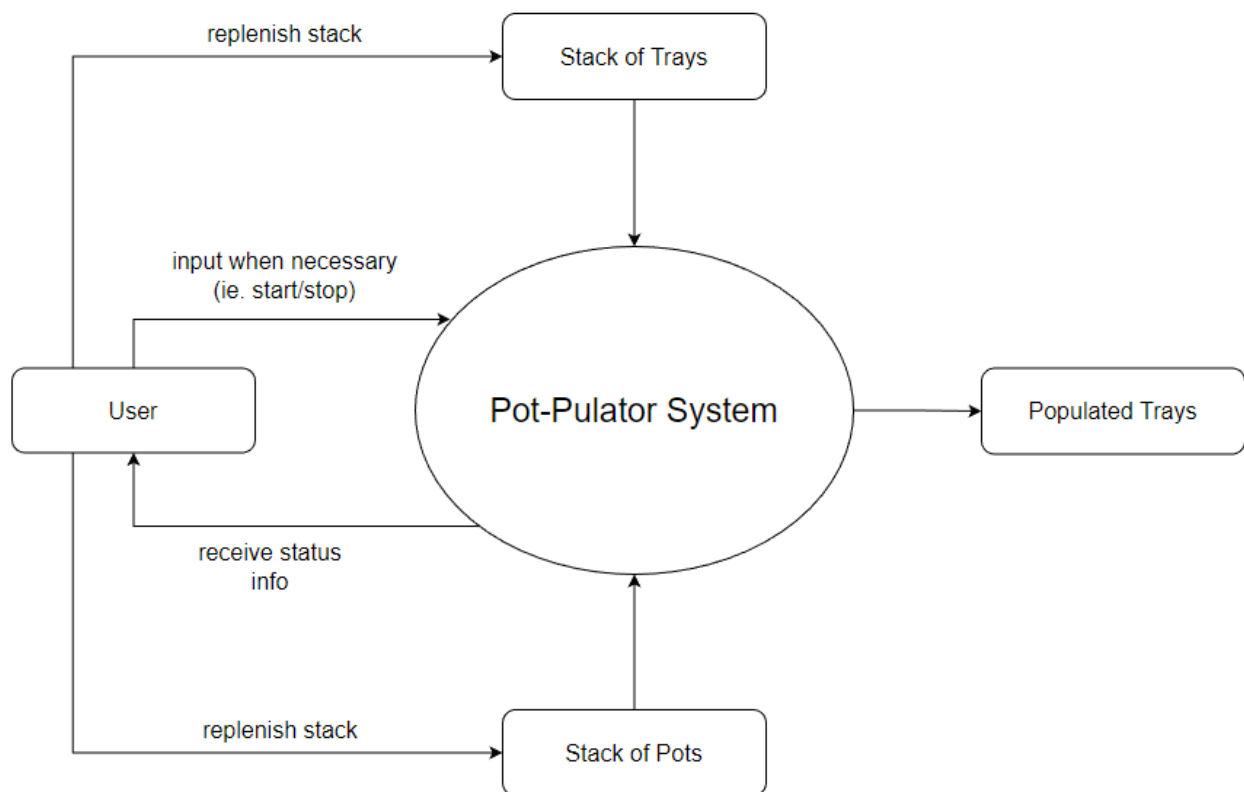 replenish stack
Stack of Trays
input when necessary
(ie. start/stop)
User
Pot-Pulator System
Populated Trays
receive status
info
replenish stack
Stack of Pots